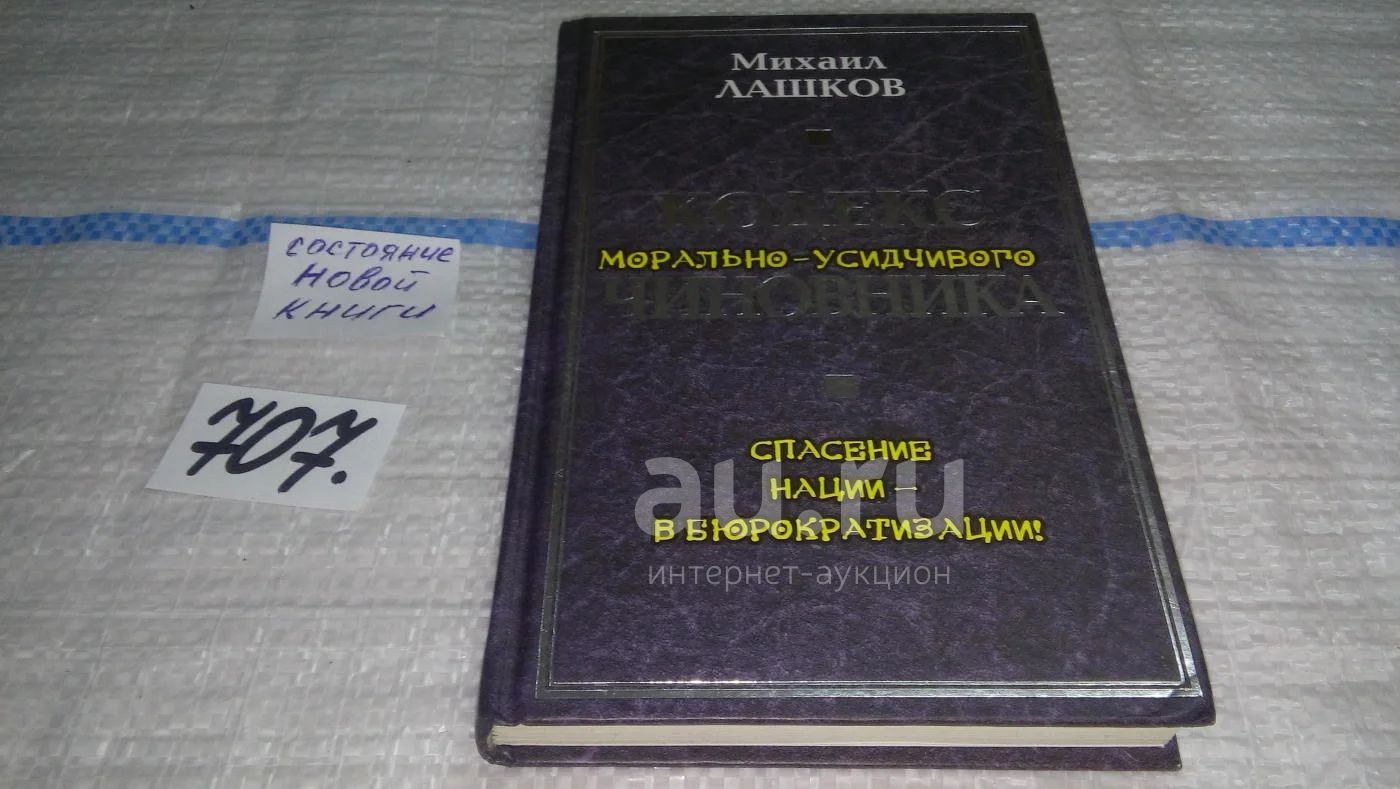 Михаил
ЛАШКОВ
КОДЕКС
МОРАЛЬНО-УСИДЧИВОГО
ЧИНОВНИКА
СПАСЕНИЕ
НАЦИИ –
В БЮРОКРАТИЗАЦИИ!
состояние
новой
книги
707.
au.ru
интернет-аукцион